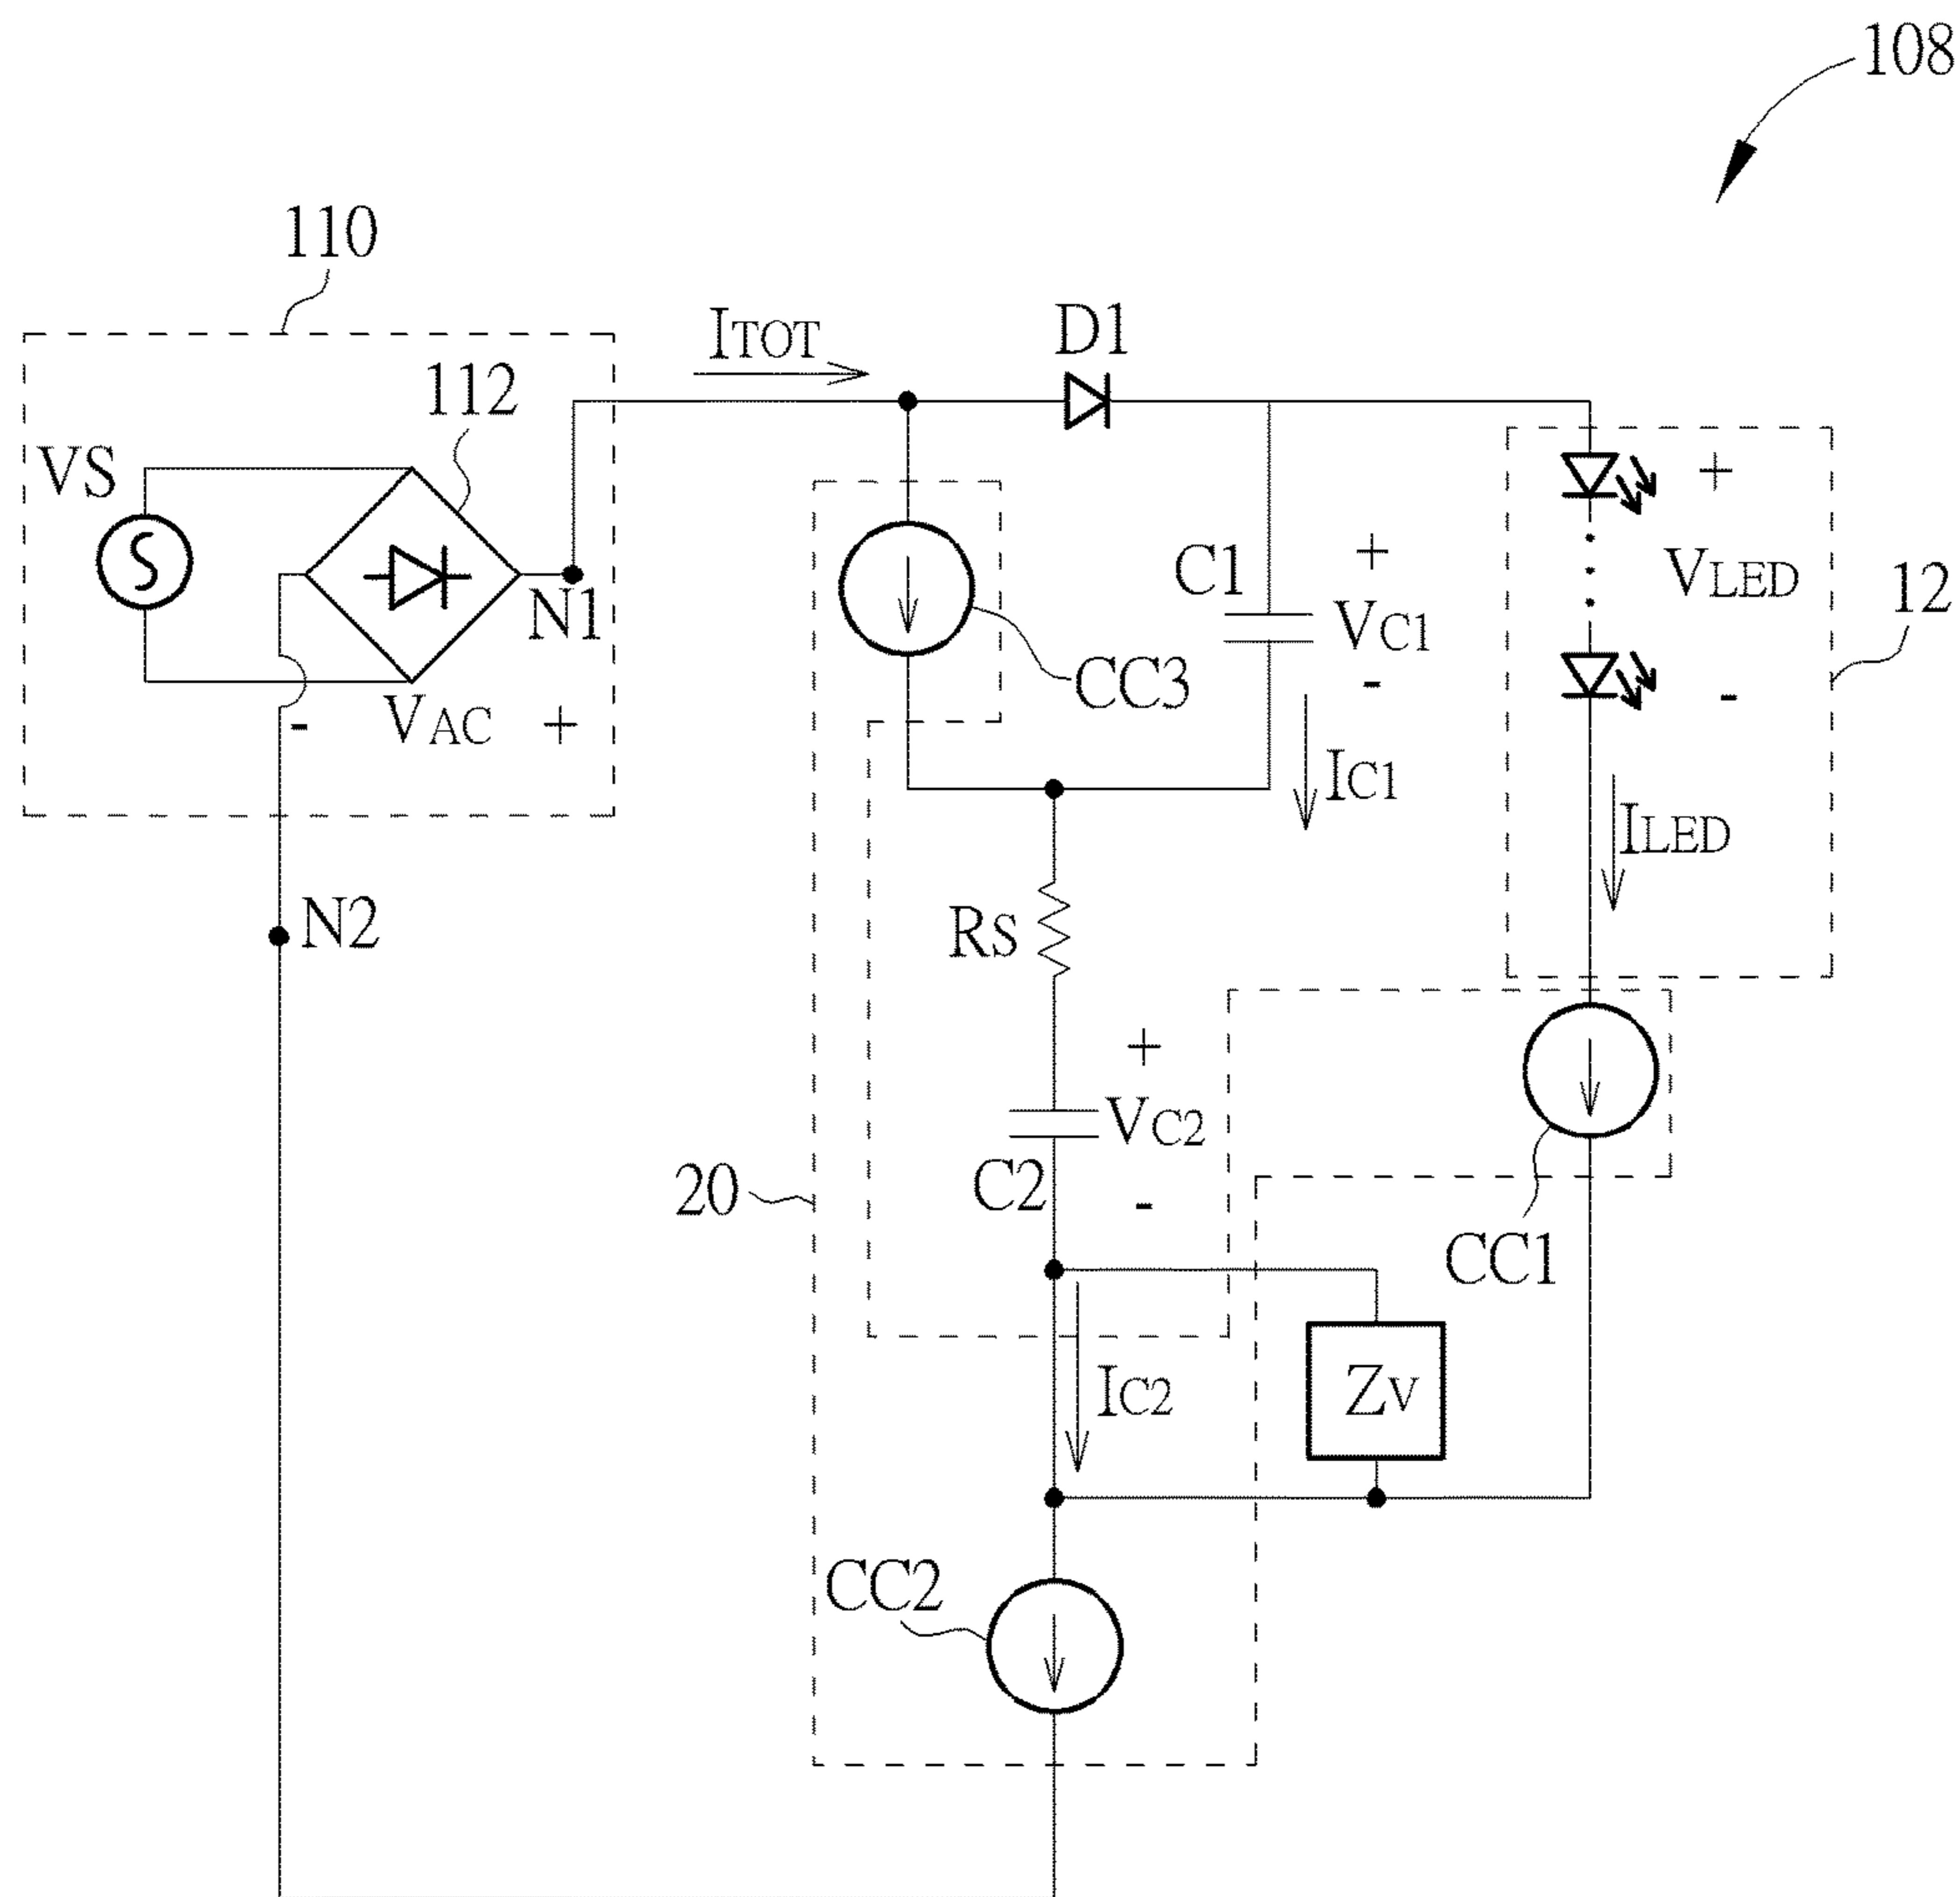 108
110
ITOT
D1
112
VS
+
C1
+
VLED
12
N1
VC1
CC3
-
-
-
VAC
+
IC1
ILED
N2
RS
+
VC2
20
C2
-
CC1
IC2
ZV
CC2